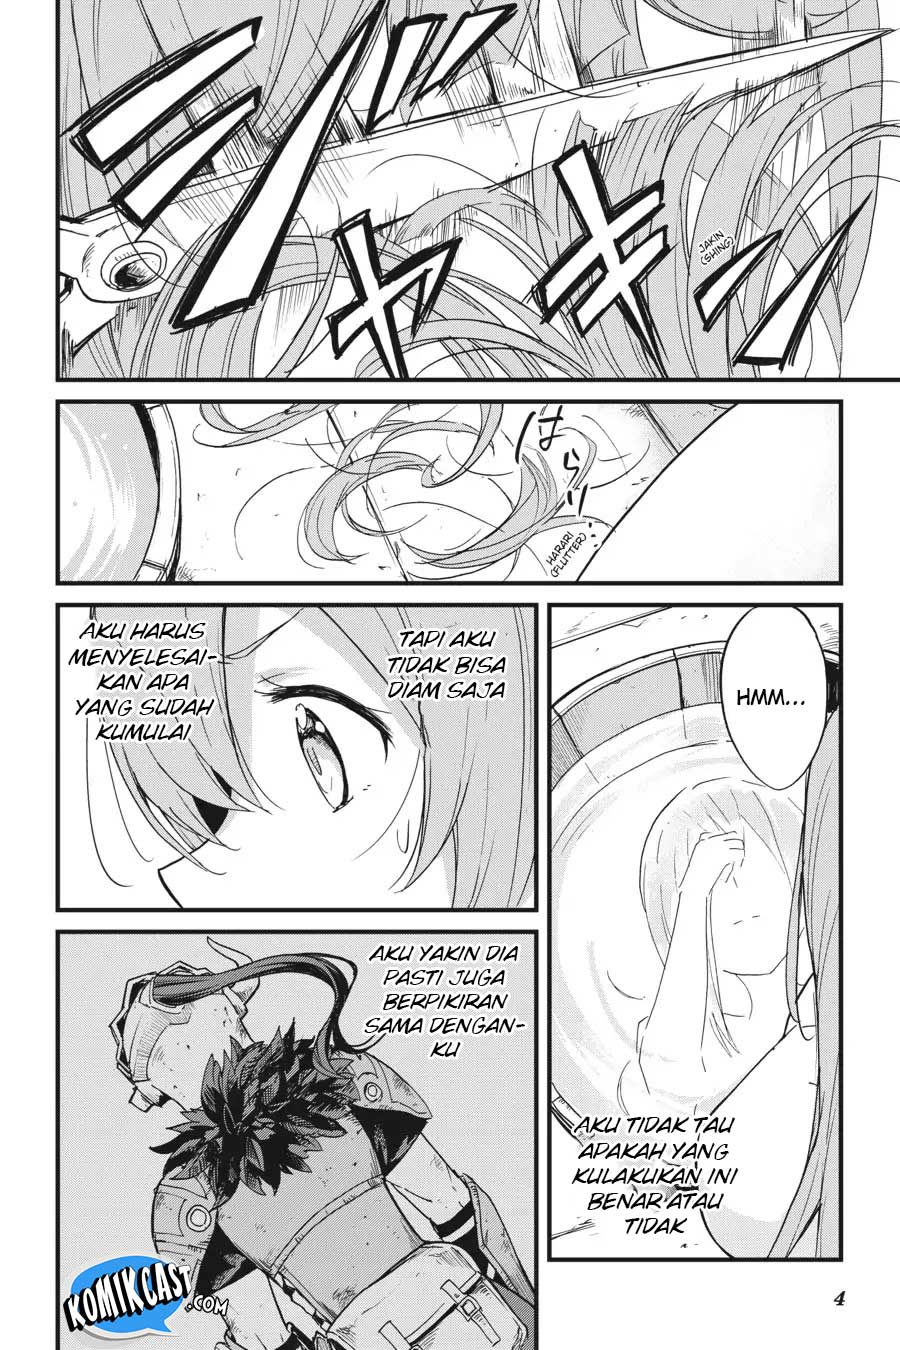 ジャキン
JAKIN
(SHING)
はらり…
HARARI
(FLUTTER)
HMM...
AKU TIDAK TAU
APAKAH YANG
KULAKUKAN INI
BENAR ATAU
TIDAK
TAPI AKU
TIDAK BISA
DIAM SAJA
AKU HARUS
MENYELESAI-
KAN APA
YANG SUDAH
KUMULAI
AKU YAKIN DIA
PASTI JUGA
BERPIKIRAN
SAMA DENGAN-
KU
KOMIKCAST
.COM
4